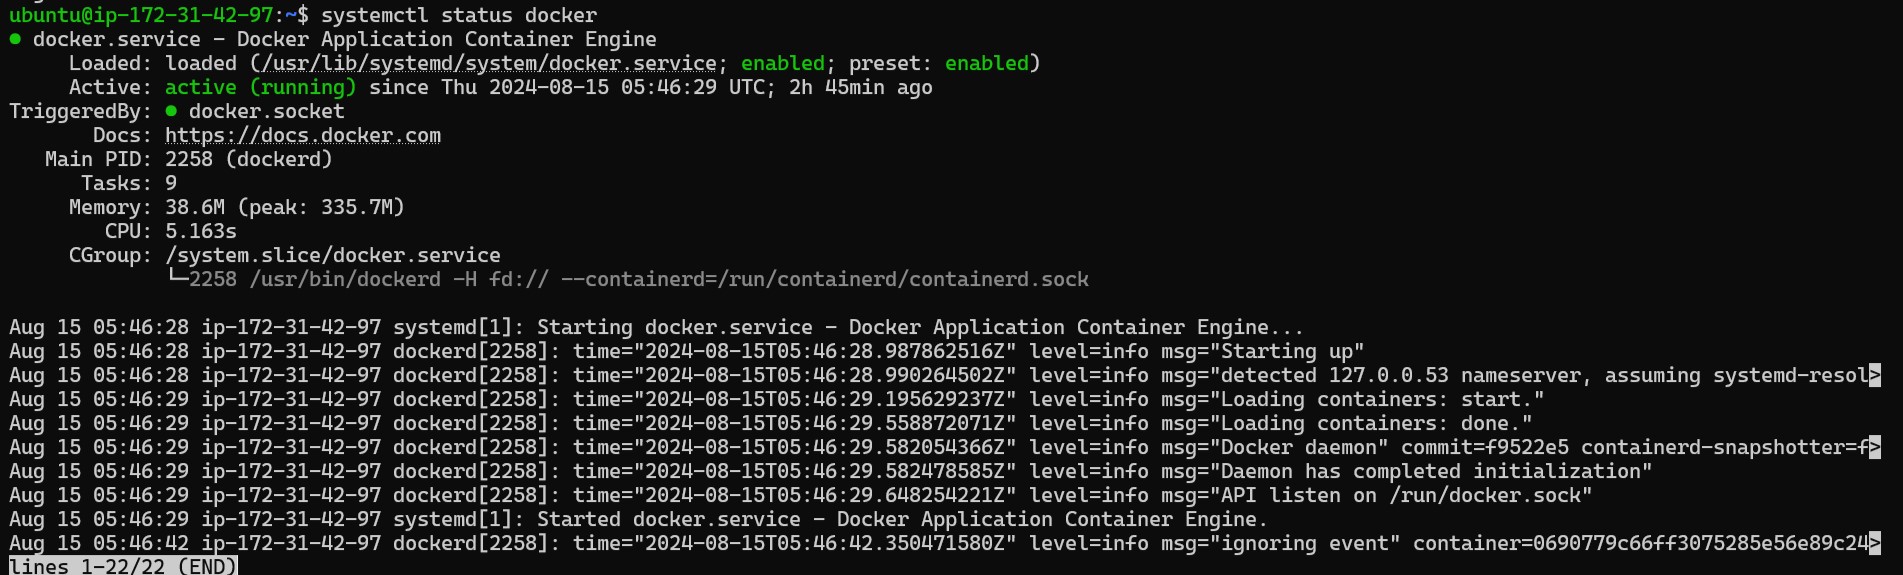 ubuntu@ip-172-31-42-97:~$ systemctl status docker
● docker.service - Docker Application Container Engine
     Loaded: loaded (/usr/lib/systemd/system/docker.service; enabled; preset: enabled)
     Active: active (running) since Thu 2024-08-15 05:46:29 UTC; 2h 45min ago
TriggeredBy: ● docker.socket
       Docs: https://docs.docker.com
   Main PID: 2258 (dockerd)
      Tasks: 9
     Memory: 38.6M (peak: 335.7M)
        CPU: 5.163s
     CGroup: /system.slice/docker.service
             └─2258 /usr/bin/dockerd -H fd:// --containerd=/run/containerd/containerd.sock

Aug 15 05:46:28 ip-172-31-42-97 systemd[1]: Starting docker.service - Docker Application Container Engine...
Aug 15 05:46:28 ip-172-31-42-97 dockerd[2258]: time="2024-08-15T05:46:28.987862516Z" level=info msg="Starting up"
Aug 15 05:46:28 ip-172-31-42-97 dockerd[2258]: time="2024-08-15T05:46:28.990264502Z" level=info msg="detected 127.0.0.53 nameserver, assuming systemd-resol>
Aug 15 05:46:29 ip-172-31-42-97 dockerd[2258]: time="2024-08-15T05:46:29.195629237Z" level=info msg="Loading containers: start."
Aug 15 05:46:29 ip-172-31-42-97 dockerd[2258]: time="2024-08-15T05:46:29.558872071Z" level=info msg="Loading containers: done."
Aug 15 05:46:29 ip-172-31-42-97 dockerd[2258]: time="2024-08-15T05:46:29.582054366Z" level=info msg="Docker daemon" commit=f9522e5 containerd-snapshotter=f>
Aug 15 05:46:29 ip-172-31-42-97 dockerd[2258]: time="2024-08-15T05:46:29.582478585Z" level=info msg="Daemon has completed initialization"
Aug 15 05:46:29 ip-172-31-42-97 dockerd[2258]: time="2024-08-15T05:46:29.648254221Z" level=info msg="API listen on /run/docker.sock"
Aug 15 05:46:29 ip-172-31-42-97 systemd[1]: Started docker.service - Docker Application Container Engine.
Aug 15 05:46:42 ip-172-31-42-97 dockerd[2258]: time="2024-08-15T05:46:42.350471580Z" level=info msg="ignoring event" container=0690779c66ff3075285e56e89c24>
lines 1-22/22 (END)